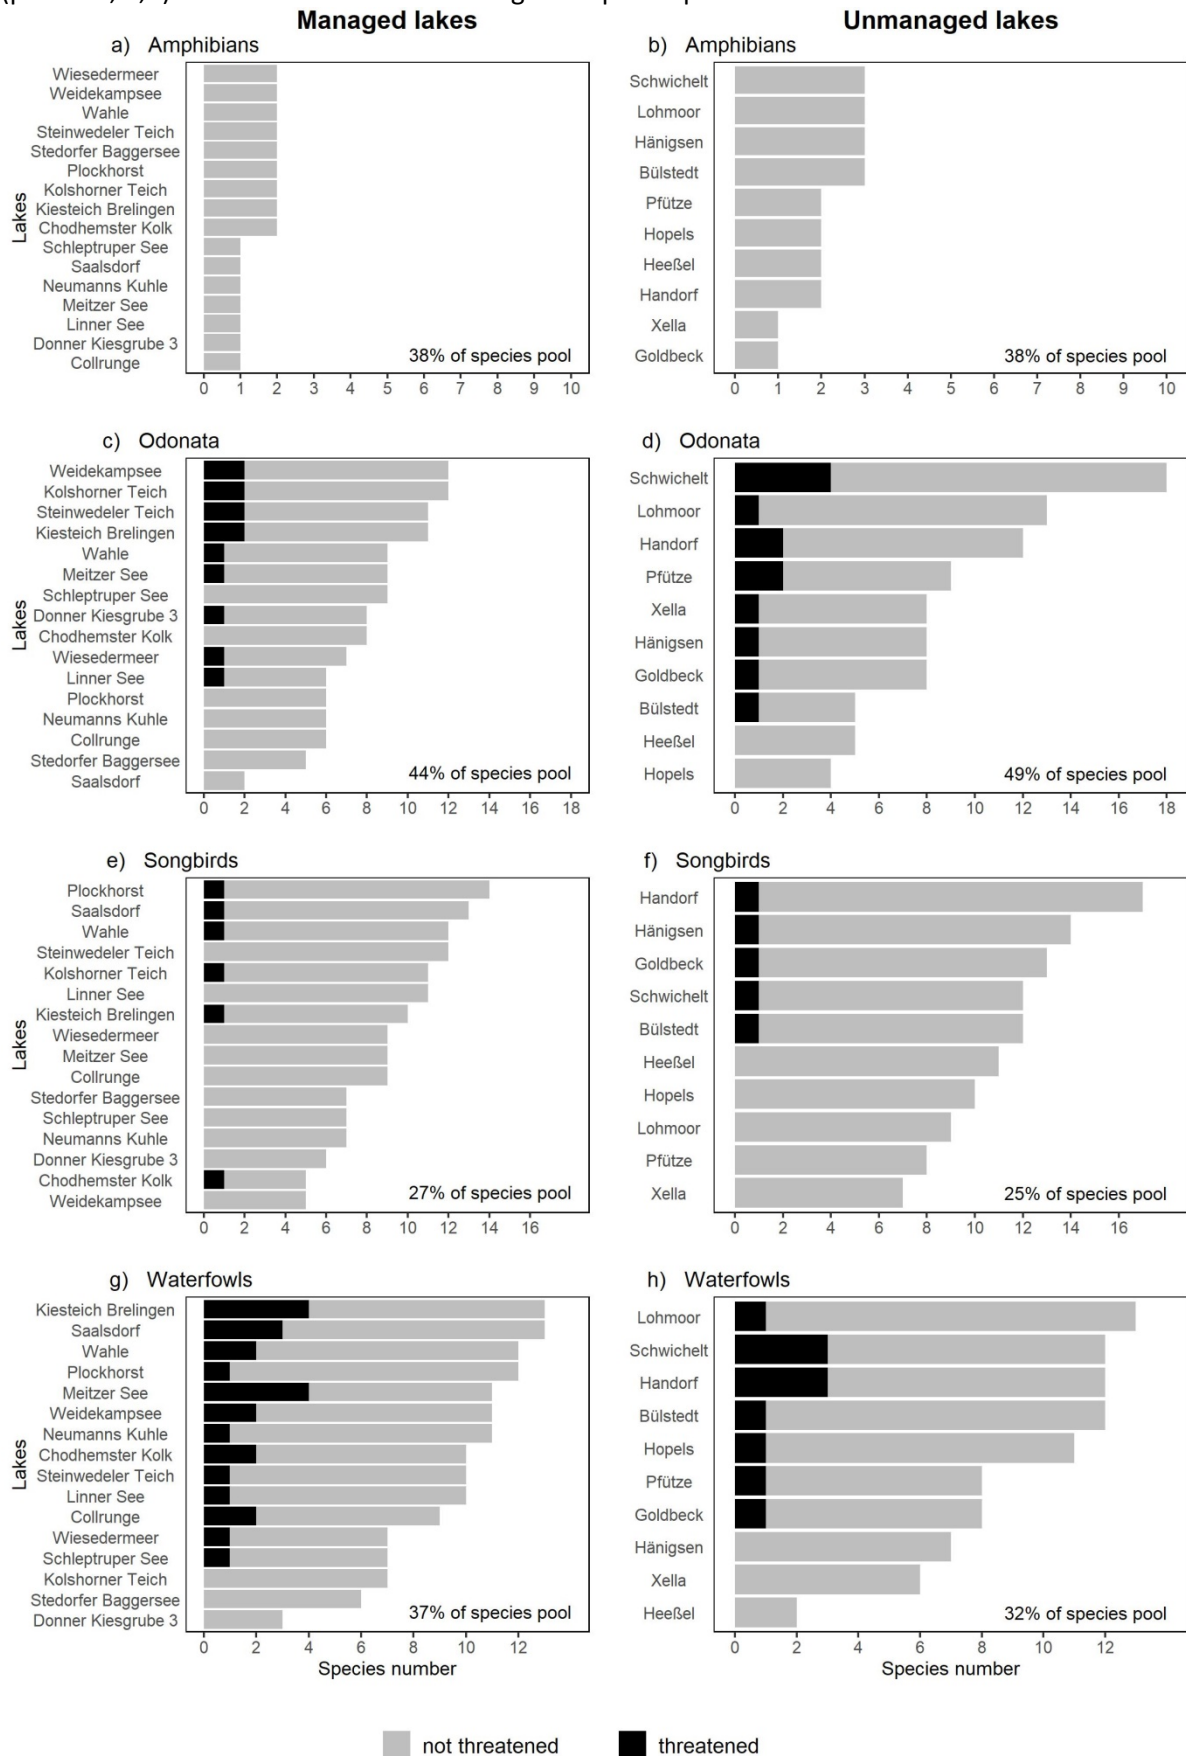 Managed lakes
Unmanaged lakes
a) Amphibians
Lakes
Wiesedermeer
Weidekampsee
Wahle
Steinwedeler Teich
Stedorfer Baggersee
Plockhorst
Kolshorner Teich
Kiesteich Brelingen
Chodhemster Kolk
Schleptruper See
Saalsdorf
Neumanns Kuhle
Meitzer See
Linner See
Donner Kiesgrube 3
Collrunge
38% of species pool
0 1 2 3 4 5 6 7 8 9 10
b) Amphibians
Schwichelt
Lohmoor
Hänigsen
Bülstedt
Pfütze
Hopels
Heeßel
Handorf
Xella
Goldbeck
38% of species pool
0 1 2 3 4 5 6 7 8 9 10
c) Odonata
Lakes
Weidekampsee
Kolshorner Teich
Steinwedeler Teich
Kiesteich Brelingen
Wahle
Meitzer See
Schleptruper See
Donner Kiesgrube 3
Chodhemster Kolk
Wiesedermeer
Linner See
Plockhorst
Neumanns Kuhle
Collrunge
Stedorfer Baggersee
Saalsdorf
44% of species pool
0 2 4 6 8 10 12 14 16 18
d) Odonata
Schwichelt
Lohmoor
Handorf
Pfütze
Xella
Hänigsen
Goldbeck
Bülstedt
Heeßel
Hopels
49% of species pool
0 2 4 6 8 10 12 14 16 18
e) Songbirds
Lakes
Plockhorst
Saalsdorf
Wahle
Steinwedeler Teich
Kolshorner Teich
Linner See
Kiesteich Brelingen
Wiesedermeer
Meitzer See
Collrunge
Stedorfer Baggersee
Schleptruper See
Neumanns Kuhle
Donner Kiesgrube 3
Chodhemster Kolk
Weidekampsee
27% of species pool
0 2 4 6 8 10 12 14 16
f) Songbirds
Handorf
Hänigsen
Goldbeck
Schwichelt
Bülstedt
Heeßel
Hopels
Lohmoor
Pfütze
Xella
25% of species pool
0 2 4 6 8 10 12 14 16
g) Waterfowls
Lakes
Kiesteich Brelingen
Saalsdorf
Wahle
Plockhorst
Meitzer See
Weidekampsee
Neumanns Kuhle
Chodhemster Kolk
Steinwedeler Teich
Linner See
Collrunge
Wiesedermeer
Schleptruper See
Kolshorner Teich
Stedorfer Baggersee
Donner Kiesgrube 3
37% of species pool
0 2 4 6 8 10 12
Species number
h) Waterfowls
Lohmoor
Schwichelt
Handorf
Bülstedt
Hopels
Pfütze
Goldbeck
Hänigsen
Xella
Heeßel
32% of species pool
0 2 4 6 8 10 12
Species number
not threatened
threatened